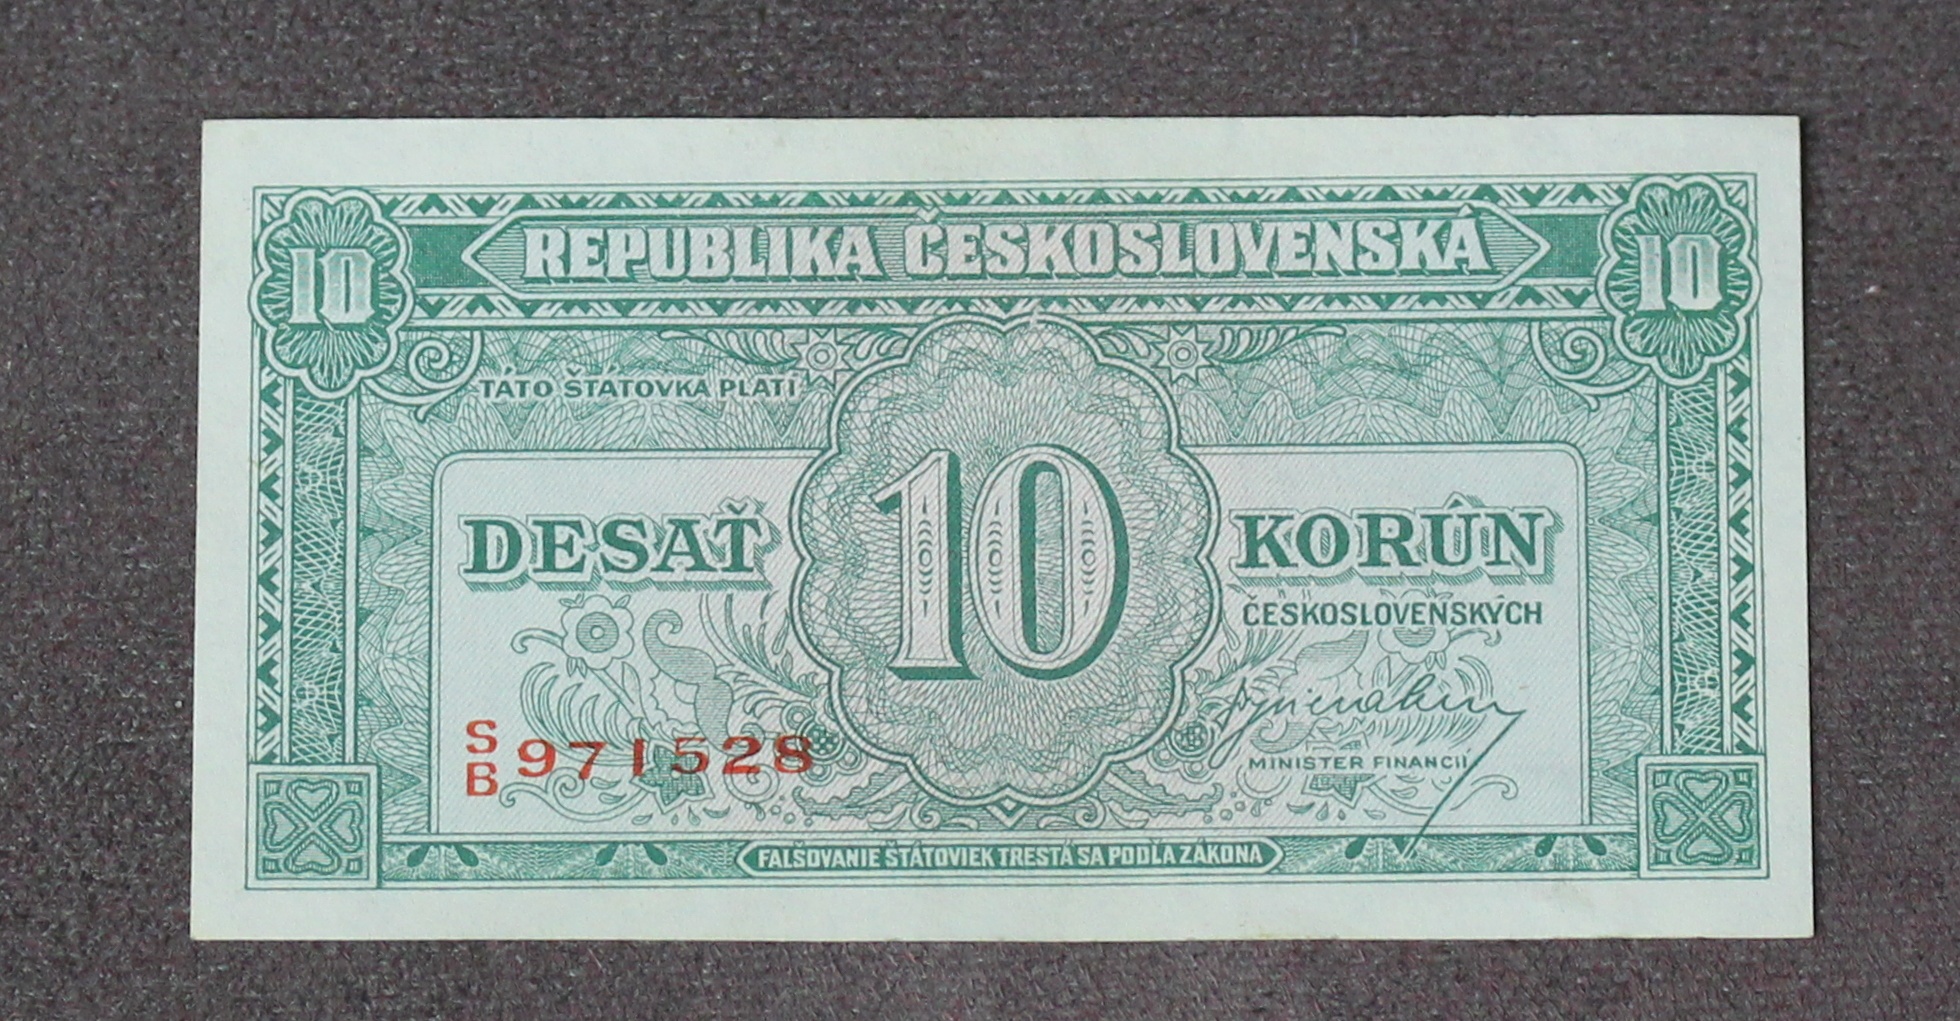 REPUBLIKA ČESKOSLOVENSKÁ
10 10
TÁTO ŠTÁTOVKA PLATÍ
DESAŤ 10 KORÚN
ČESKOSLOVENSKÝCH
S
B 971528
MINISTER FINANCIÍ
FALŠOVANIE ŠTÁTOVIEK TRESTÁ SA PODĽA ZÁKONA